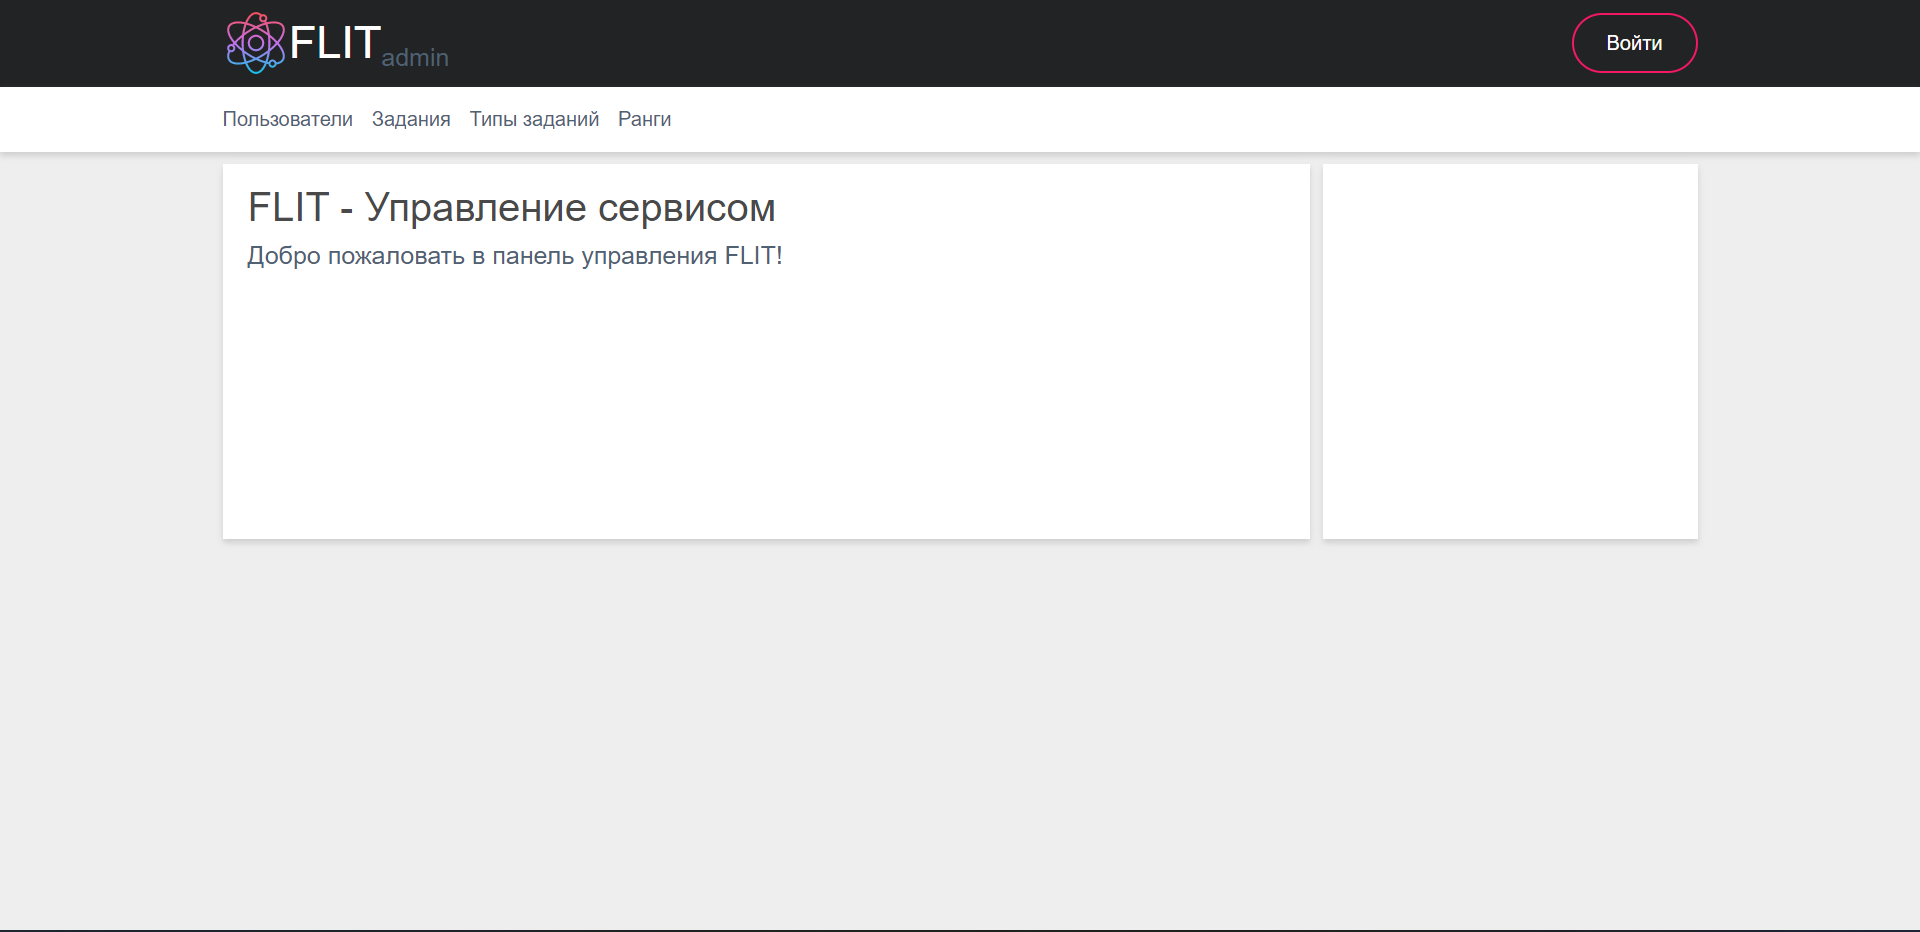 FLIT admin
Войти
Пользователи Задания Типы заданий Ранги
FLIT - Управление сервисом
Добро пожаловать в панель управления FLIT!